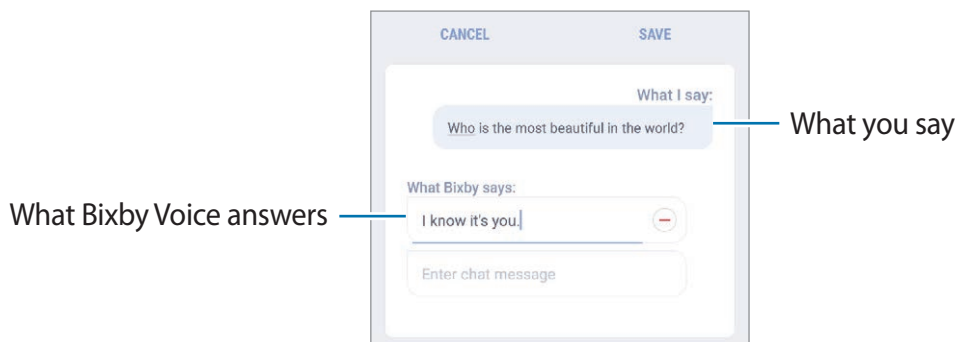 CANCEL SAVE
What I say:
Who is the most beautiful in the world?
What you say
What Bixby says:
What Bixby Voice answers
I know it's you.
Enter chat message